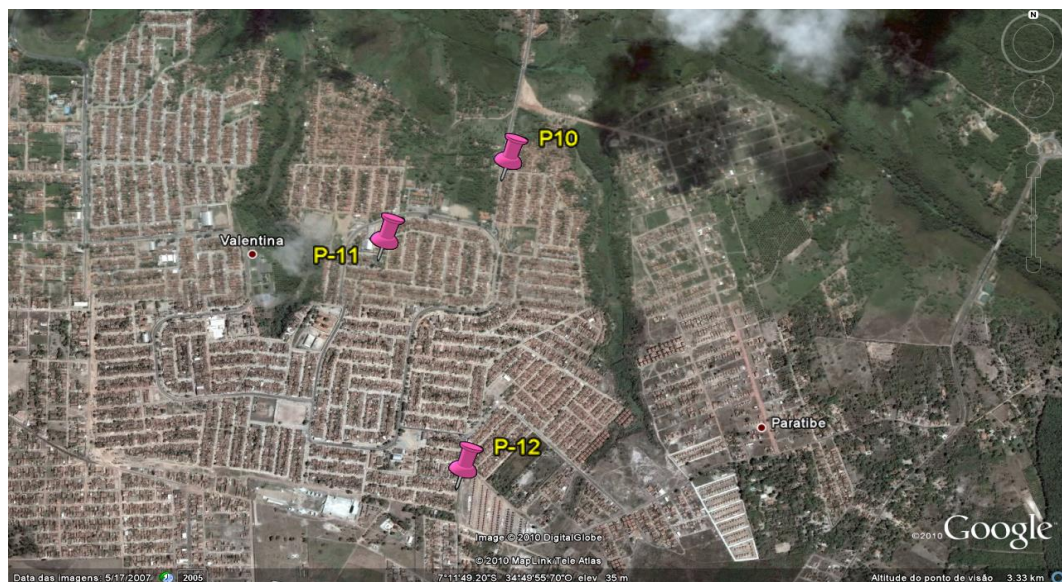 N
P10
Valentina
P-11
Paratibe
P-12
Image © 2010 DigitalGlobe
© 2010 MapLink/Tele Atlas
©2010 Google
Data das imagens: 5/17/2007 2005 7°11'49.20"S 34°49'55.70"O elev 35 m Altitude do ponto de visão 3.33 km